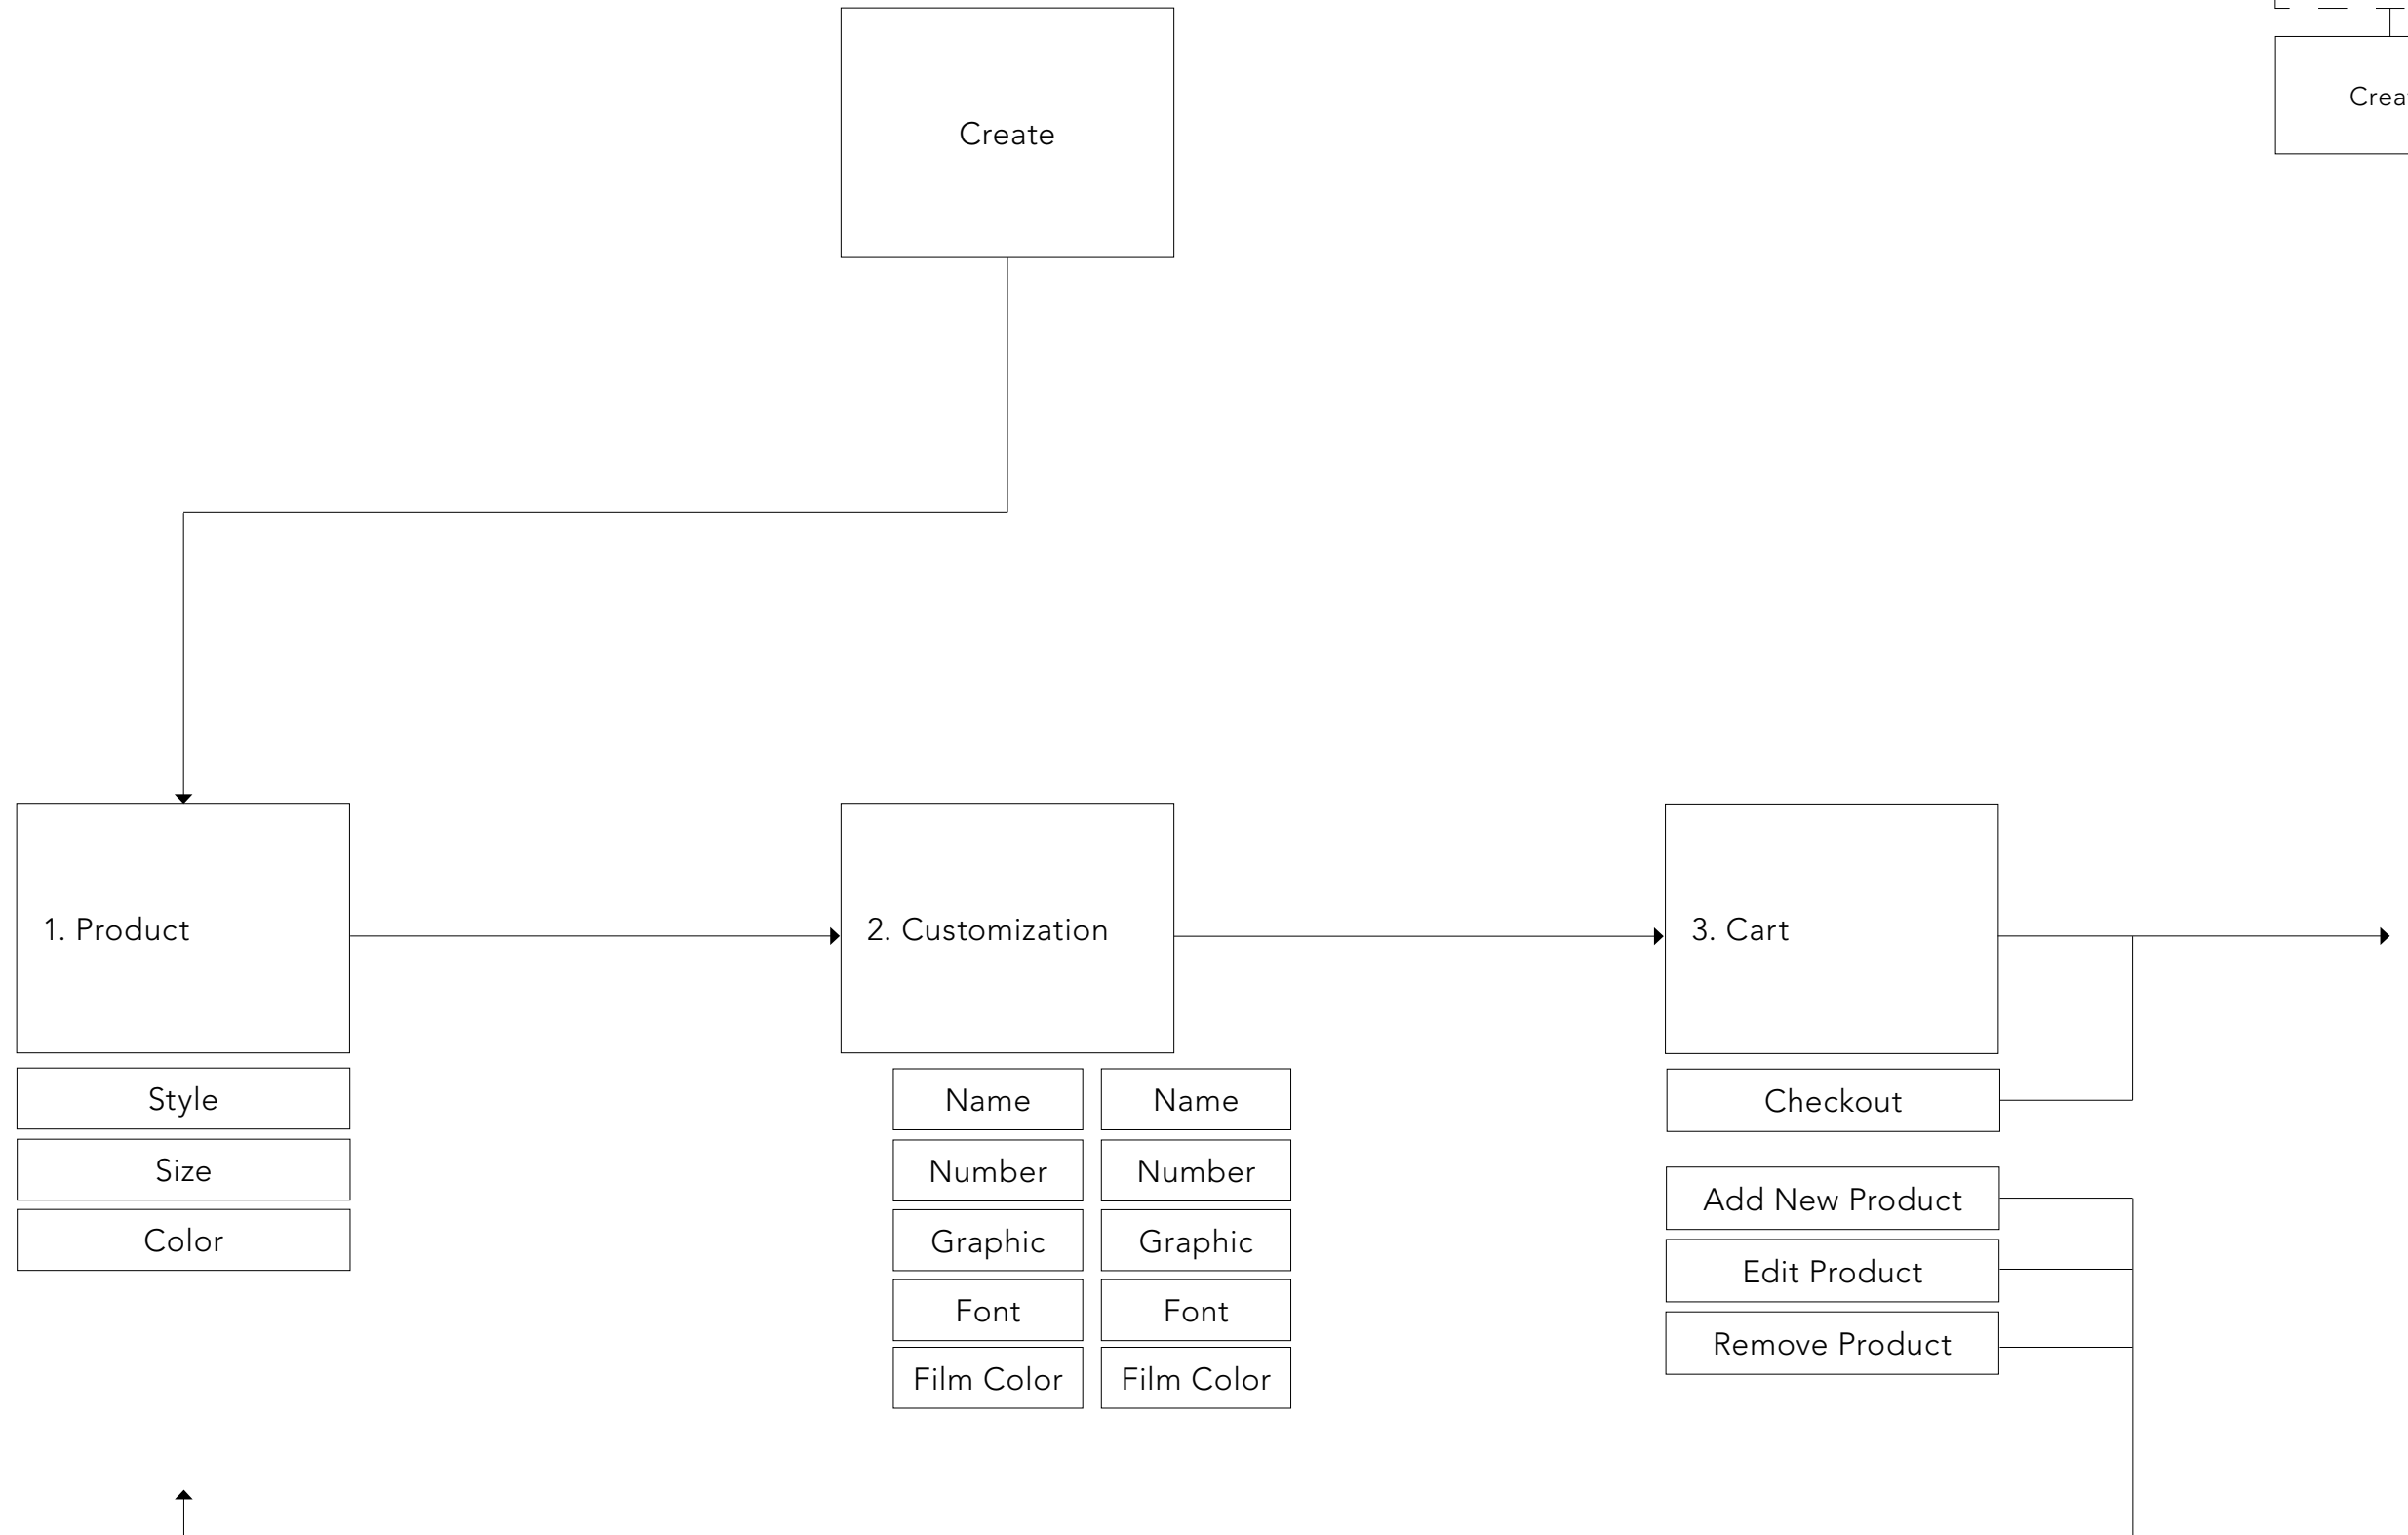 Create
1. Product
Style
Size
Color
2. Customization
Name
Number
Graphic
Font
Film Color
Name
Number
Graphic
Font
Film Color
3. Cart
Checkout
Add New Product
Edit Product
Remove Product